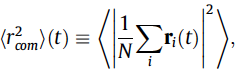 ⟨r²_com⟩(t) ≡ ⟨|1/N ∑_i r_i(t)|²⟩,